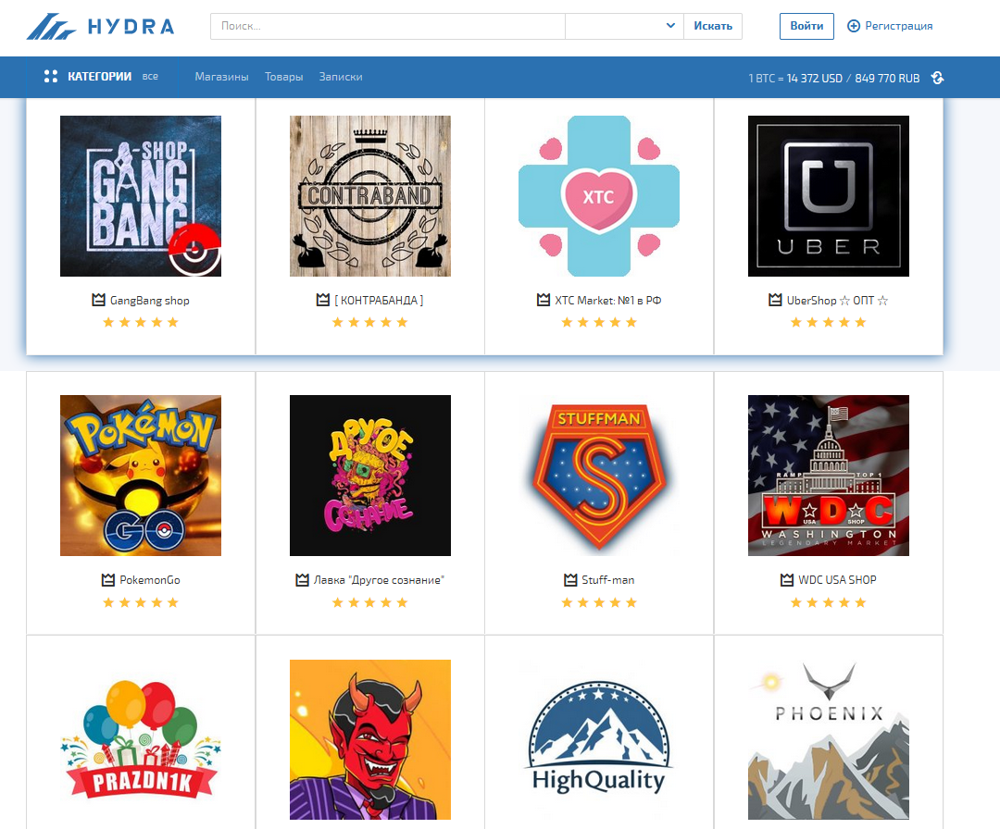 HYDRA
Поиск...
Искать
Войти
Регистрация
КАТЕГОРИИ все
Магазины Товары Записки
1 BTC = 14 372 USD / 849 770 RUB
A-SHOP
GANG
BANG
CONTRABAND
XTC
U
UBER
GangBang shop
[ КОНТРАБАНДА ]
XTC Market: №1 в РФ
UberShop ☆ ОПТ ☆
POKÉMON
GO
ДРУГОЕ
СОЗНАНИЕ
STUFFMAN
S
RAMP TOP 1
W☆D☆C
USA SHOP
WASHINGTON
LEGENDARY MARKET
PokemonGo
Лавка "Другое сознание"
Stuff-man
WDC USA SHOP
PRAZDN1K
HighQuality
PHOENIX